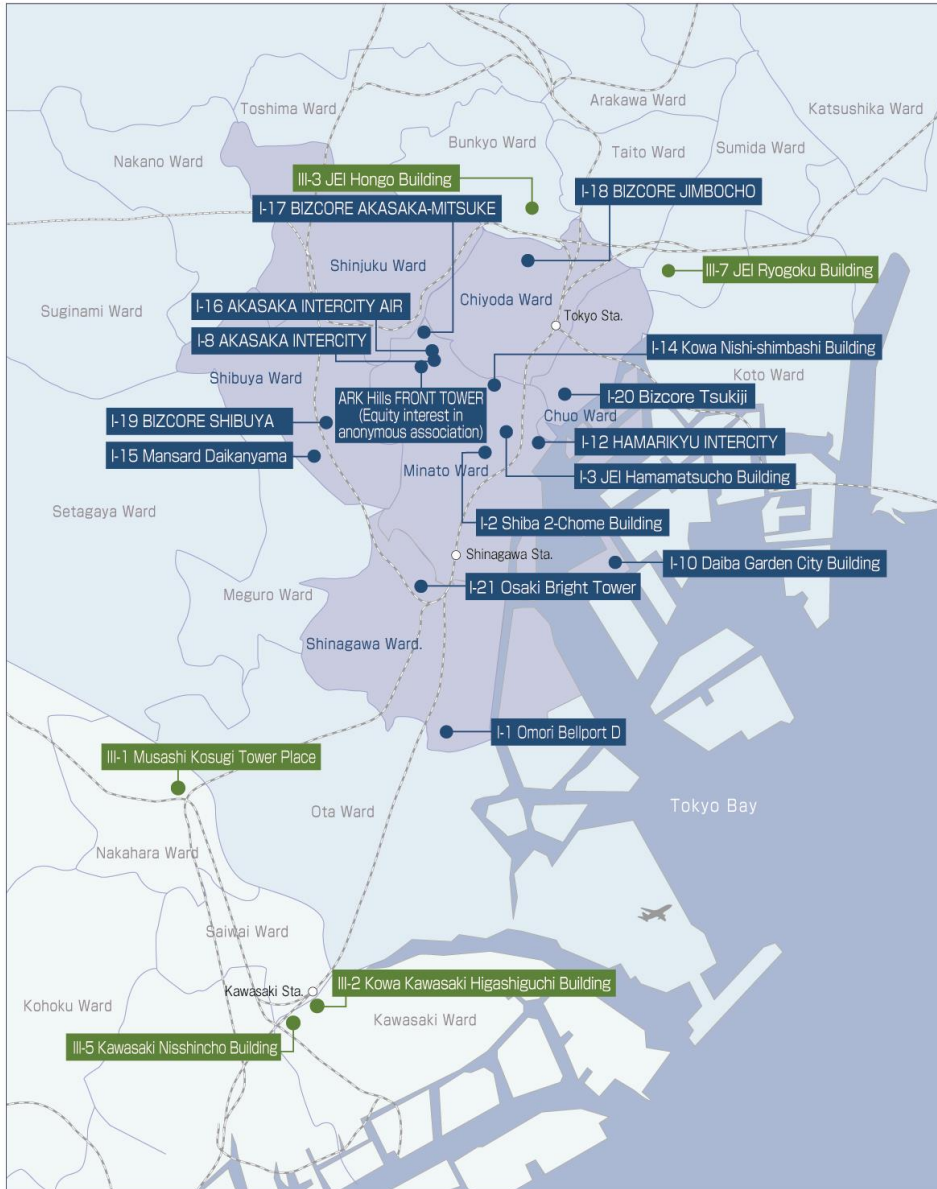 Arakawa Ward
Toshima Ward
Katsushika Ward
Bunkyo Ward
Taito Ward
Sumida Ward
Nakano Ward
III-3 JEI Hongo Building
I-18 BIZCORE JIMBOCHO
I-17 BIZCORE AKASAKA-MITSUKE
Shinjuku Ward
III-7 JEI Ryogoku Building
Chiyoda Ward
I-16 AKASAKA INTERCITY AIR
Suginami Ward
Tokyo Sta.
I-8 AKASAKA INTERCITY
I-14 Kowa Nishi-shimbashi Building
Koto Ward
Shibuya Ward
ARK Hills FRONT TOWER
(Equity interest in
anonymous association)
I-20 Bizcore Tsukiji
Chuo Ward
I-19 BIZCORE SHIBUYA
I-12 HAMARIKYU INTERCITY
I-15 Mansard Daikanyama
Minato Ward
I-3 JEI Hamamatsucho Building
Setagaya Ward
I-2 Shiba 2-Chome Building
Shinagawa Sta.
I-10 Daiba Garden City Building
I-21 Osaki Bright Tower
Meguro Ward
Shinagawa Ward.
I-1 Omori Bellport D
III-1 Musashi Kosugi Tower Place
Tokyo Bay
Ota Ward
Nakahara Ward
Saiwai Ward
III-2 Kowa Kawasaki Higashiguchi Building
Kawasaki Sta.
Kohoku Ward
Kawasaki Ward
III-5 Kawasaki Nisshincho Building